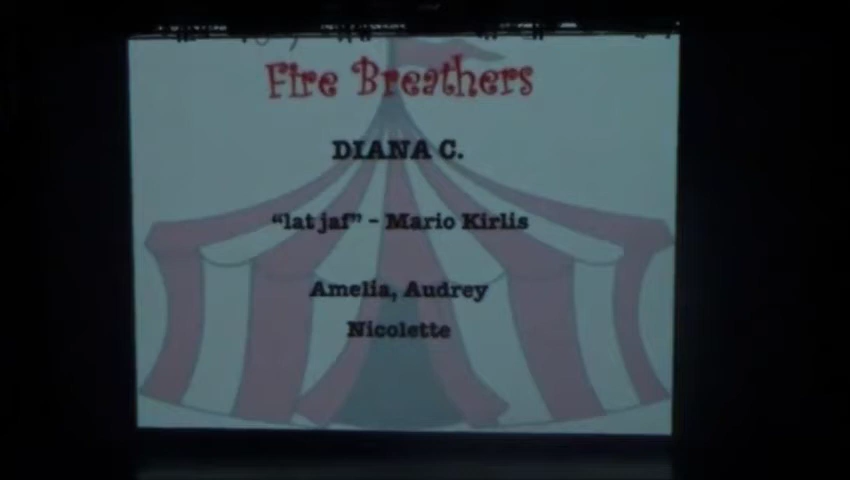 Fire Breathers
DIANA C.
“lat jaf” - Mario Kirlis
Amelia, Audrey
Nicolette